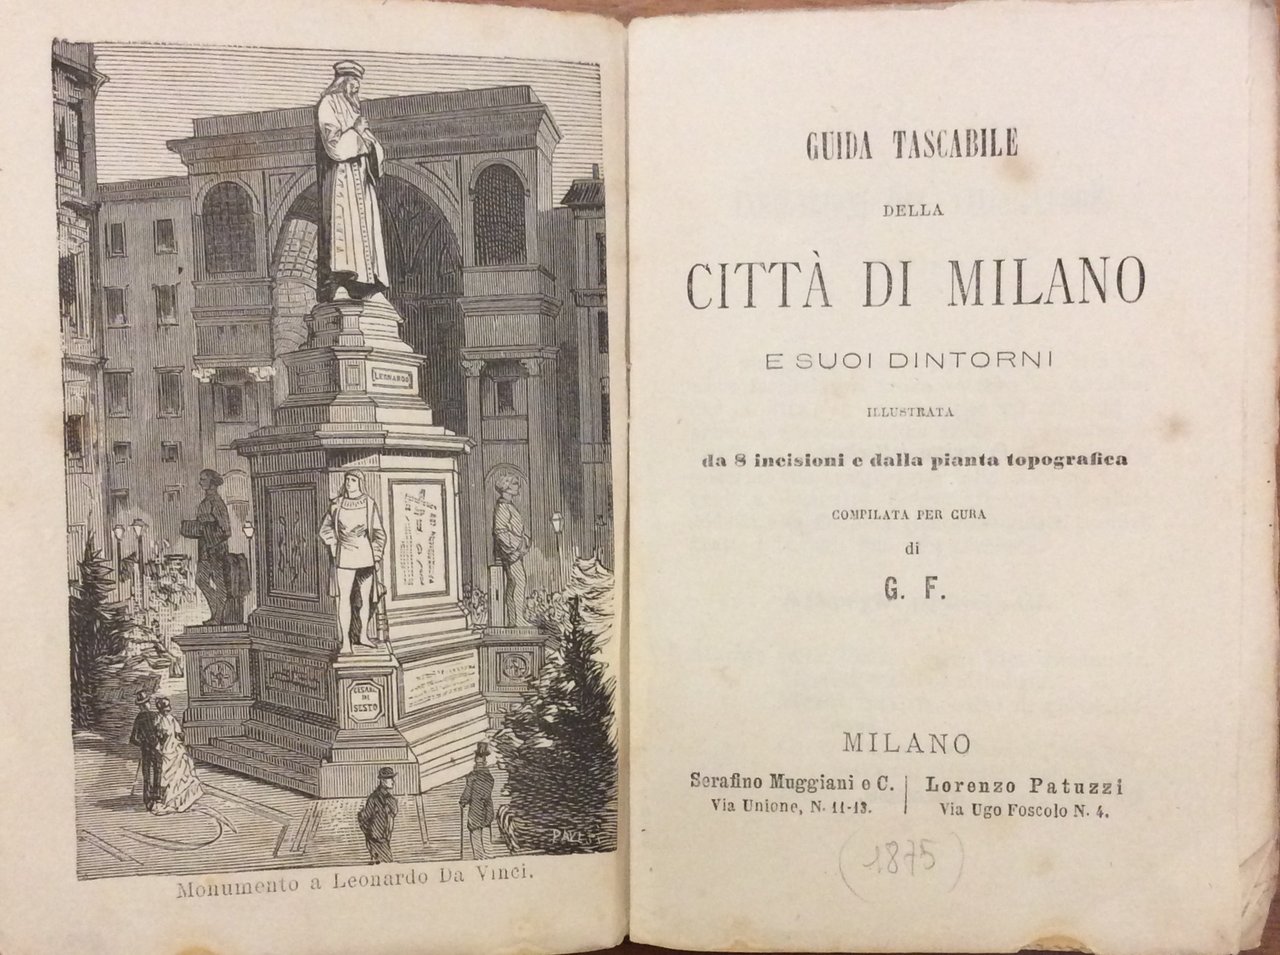 LEONARDO
CESARE
DI
SESTO
Monumento a Leonardo Da Vinci.
GUIDA TASCABILE
DELLA
CITTÀ DI MILANO
E SUOI DINTORNI
ILLUSTRATA
da 8 incisioni e dalla pianta topografica
COMPILATA PER CURA
di
G. F.
MILANO
Serafino Muggiani e C.
Via Unione, N. 11-13.
Lorenzo Patuzzi
Via Ugo Foscolo N. 4.
(1875)